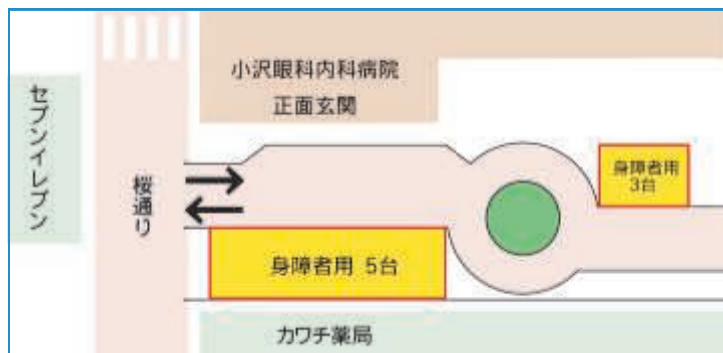 小沢眼科内科病院
正面玄関
セブンイレブン
桜通り
身障者用
3台
身障者用 5台
カワチ薬局